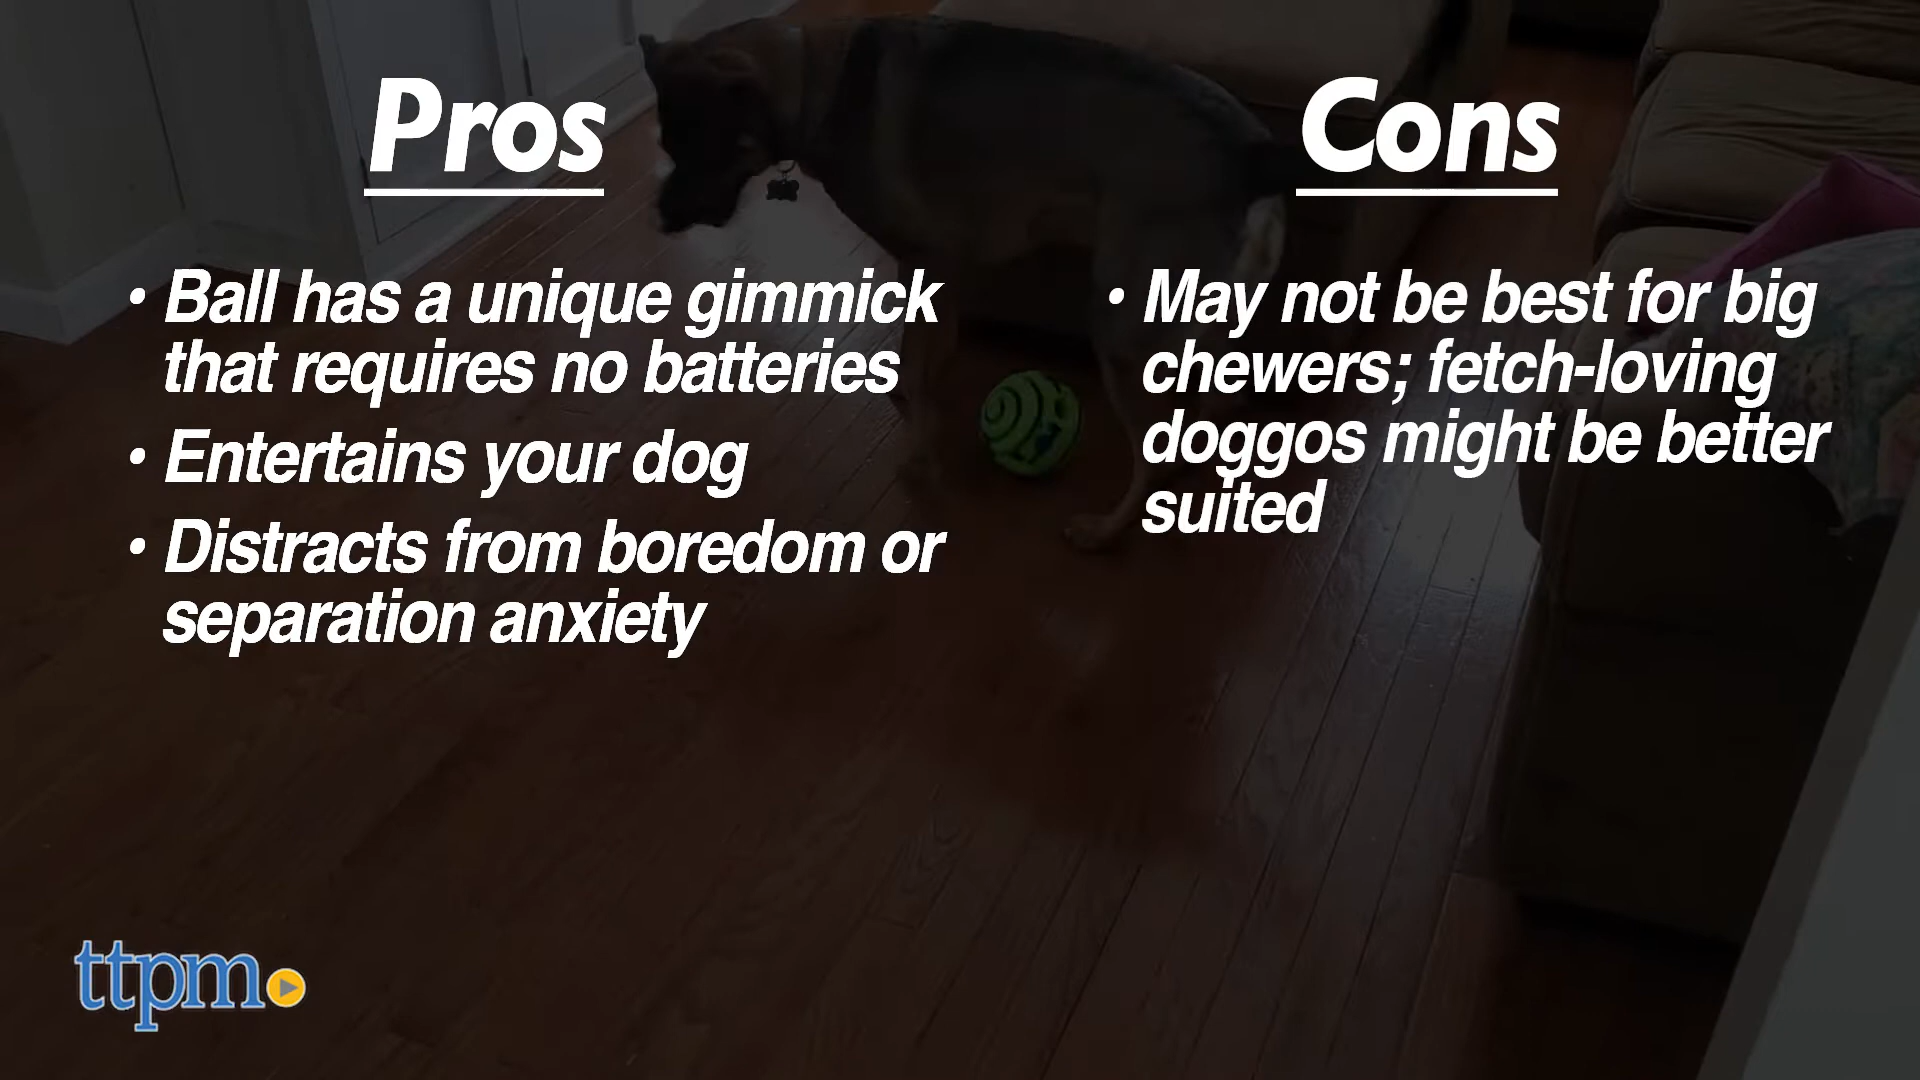 Pros
• Ball has a unique gimmick
that requires no batteries
• Entertains your dog
• Distracts from boredom or
separation anxiety
Cons
• May not be best for big
chewers; fetch-loving
doggos might be better
suited
ttpm